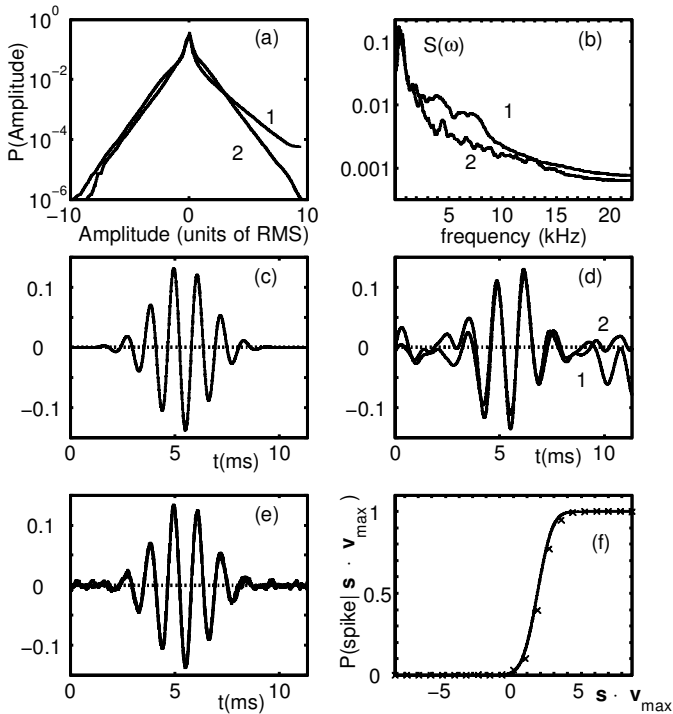 10^0
10^-2
10^-4
10^-6
P(Amplitude)
(a)
1
2
-10 0 10
Amplitude (units of RMS)
0.1
0.01
0.001
S(ω)
(b)
1
2
5 10 15 20
frequency (kHz)
0.1
0
-0.1
(c)
0 5 10
t(ms)
0.1
0
-0.1
(d)
2
1
0 5 10
t(ms)
0.1
0
-0.1
(e)
0 5 10
t(ms)
P(spike| s · v_max)
1
0.5
0
(f)
-5 0 5 s · v_max